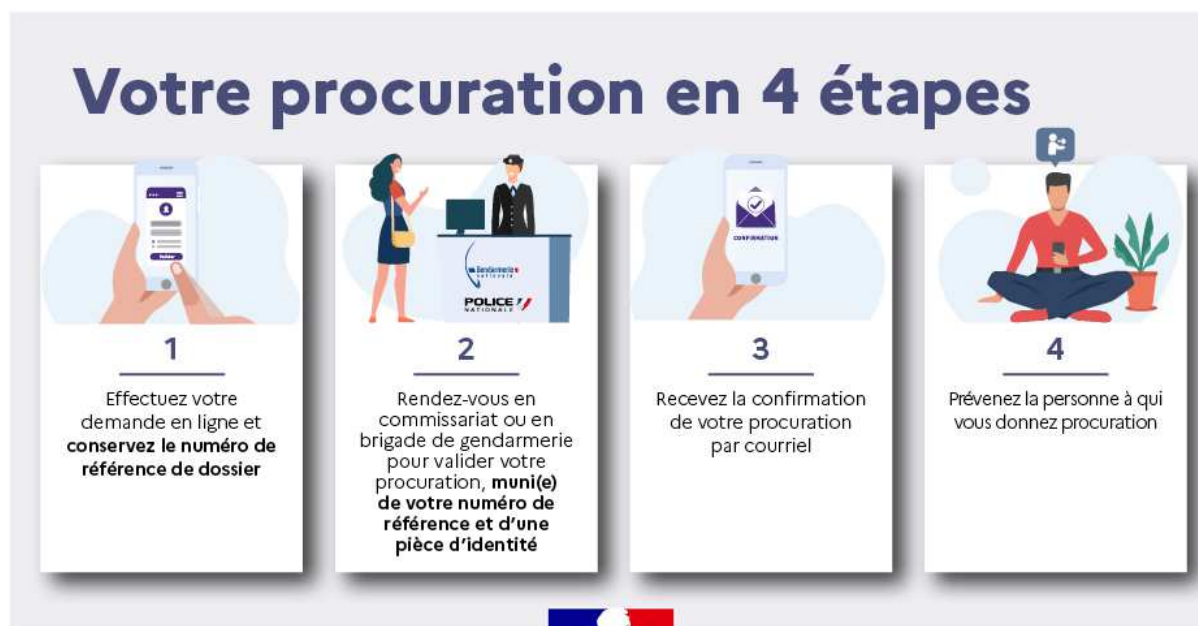 Votre procuration en 4 étapes
Valider
1
Effectuez votre
demande en ligne et
conservez le numéro de
référence de dossier
Gendarmerie
nationale
POLICE
NATIONALE
2
Rendez-vous en
commissariat ou en
brigade de gendarmerie
pour valider votre
procuration, muni(e)
de votre numéro de
référence et d'une
pièce d'identité
CONFIRMATION
3
Recevez la confirmation
de votre procuration
par courriel
4
Prévenez la personne à qui
vous donnez procuration